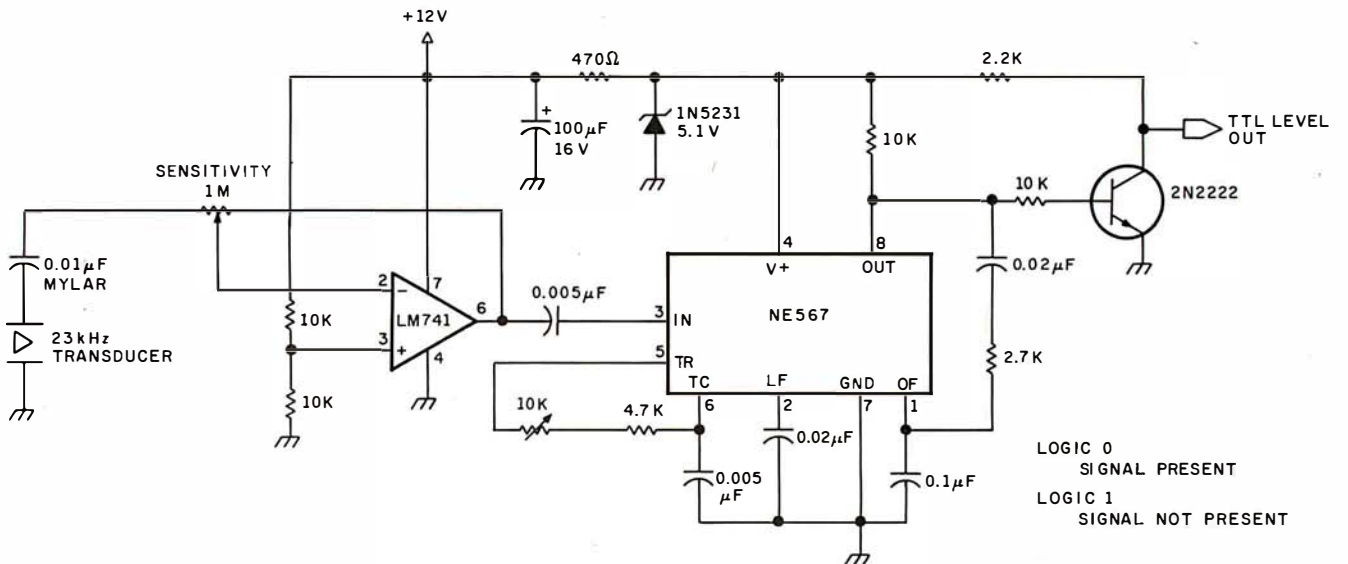 +12V
470Ω
2.2K
+
100µF
16V
1N5231
5.1V
10K
TTL LEVEL
OUT
SENSITIVITY
1M
10K
2N2222
0.01µF
MYLAR
2
−
7
4
V+
8
OUT
0.02µF
0.005µF
LM741
6
3
IN
NE567
10K
23kHz
TRANSDUCER
3
+
4
5
TR
2.7K
10K
TC
LF
GND
OF
10K
4.7K
6
2
7
1
0.02µF
0.005
µF
0.1µF
LOGIC 0
SIGNAL PRESENT
LOGIC 1
SIGNAL NOT PRESENT